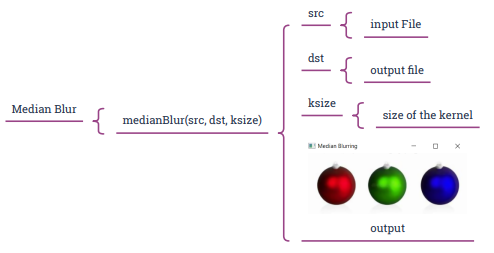 Median Blur
medianBlur(src, dst, ksize)
src
input File
dst
output file
ksize
size of the kernel
Median Blurring
output